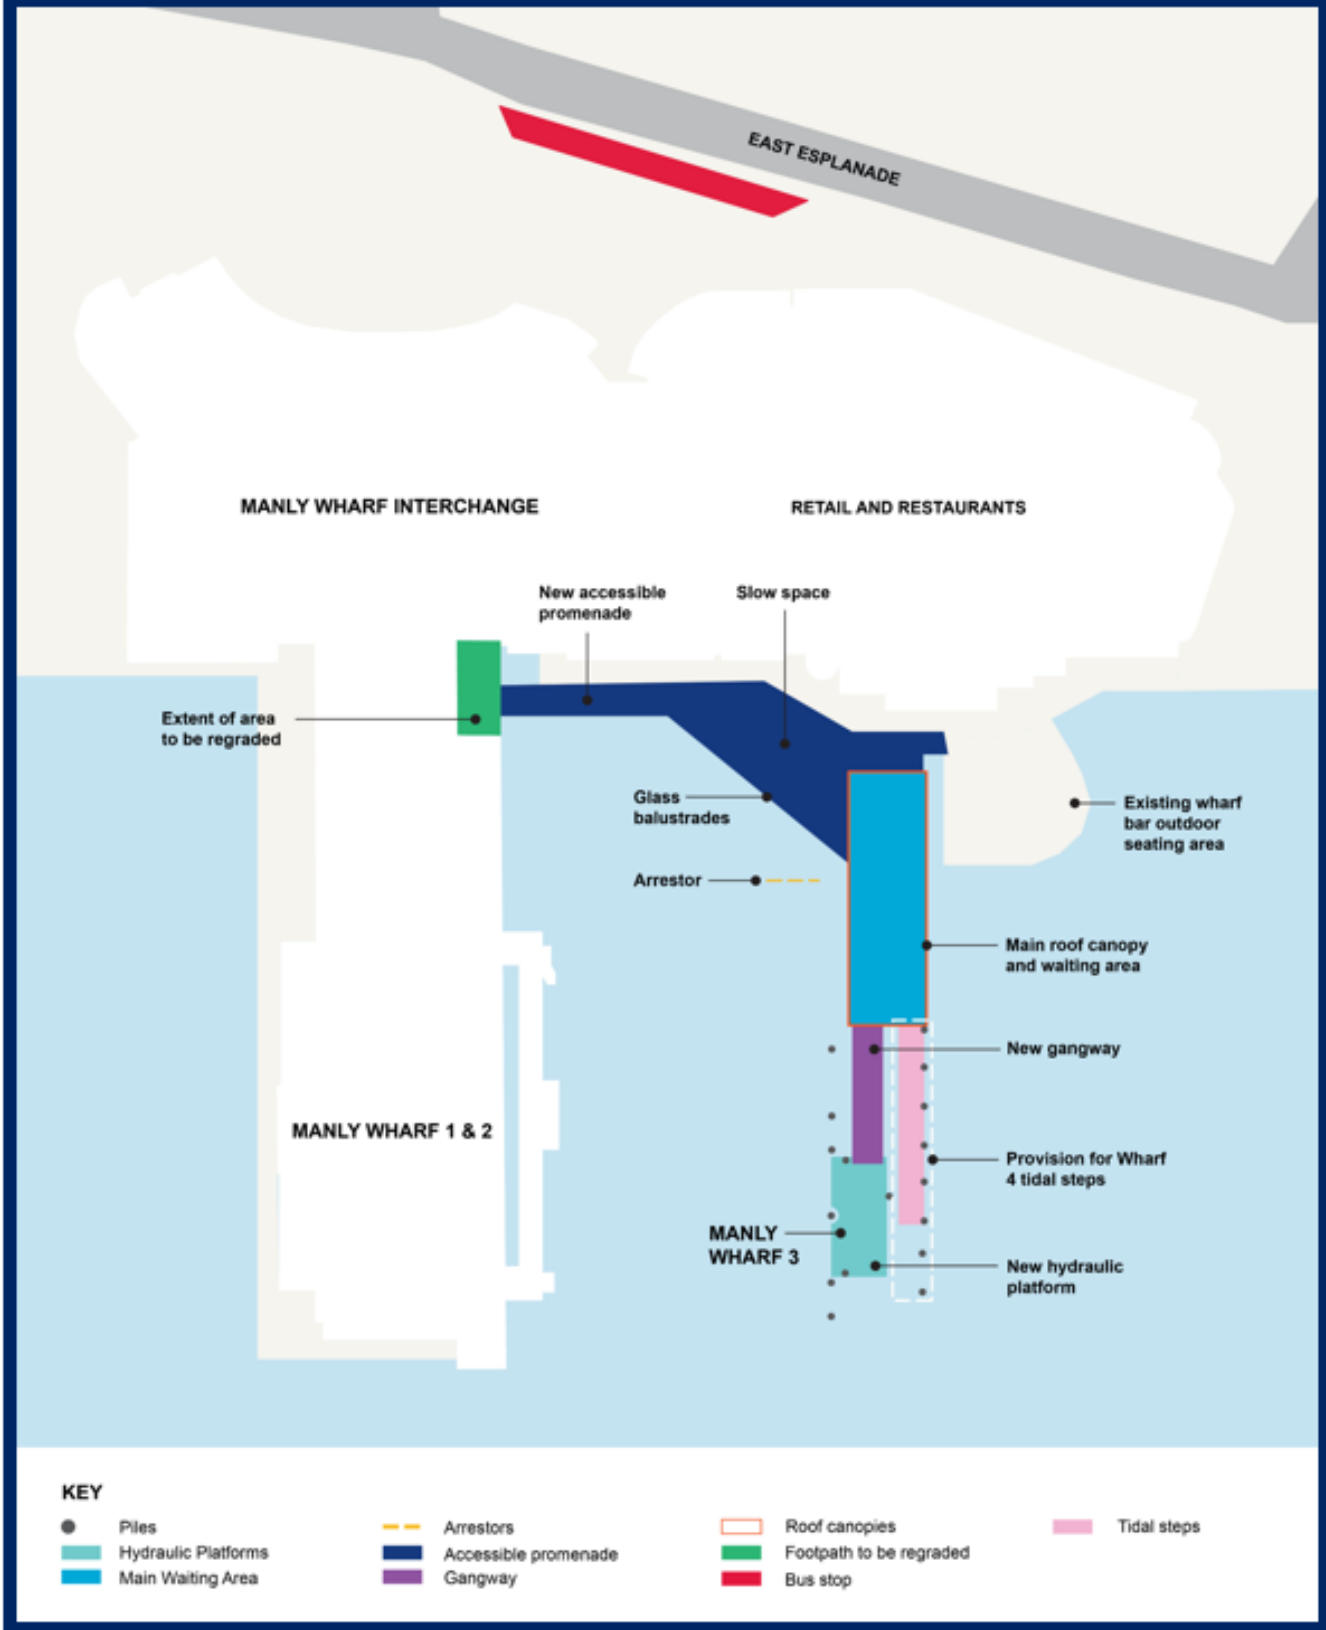 EAST ESPLANADE
MANLY WHARF INTERCHANGE
RETAIL AND RESTAURANTS
New accessible
promenade
Slow space
Extent of area
to be regraded
Glass
balustrades
Existing wharf
bar outdoor
seating area
Arrestor
Main roof canopy
and waiting area
New gangway
MANLY WHARF 1 & 2
Provision for Wharf
4 tidal steps
MANLY
WHARF 3
New hydraulic
platform
KEY
Piles
Hydraulic Platforms
Main Waiting Area
Arrestors
Accessible promenade
Gangway
Roof canopies
Footpath to be regraded
Bus stop
Tidal steps